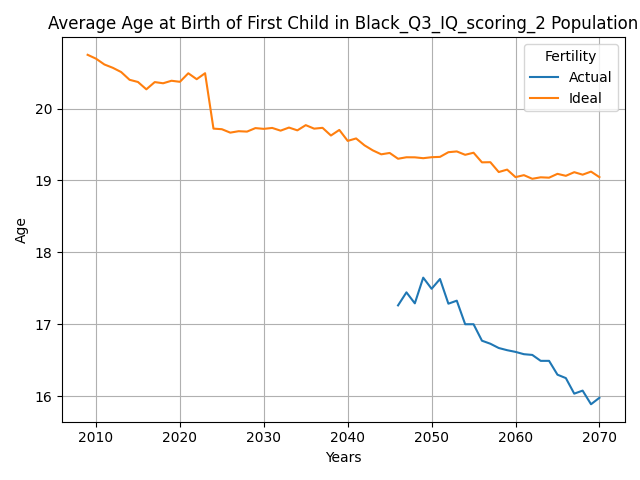 Average Age at Birth of First Child in Black_Q3_IQ_scoring_2 Population
Fertility
Actual
Ideal
Age
20
19
18
17
16
2010 2020 2030 2040 2050 2060 2070
Years